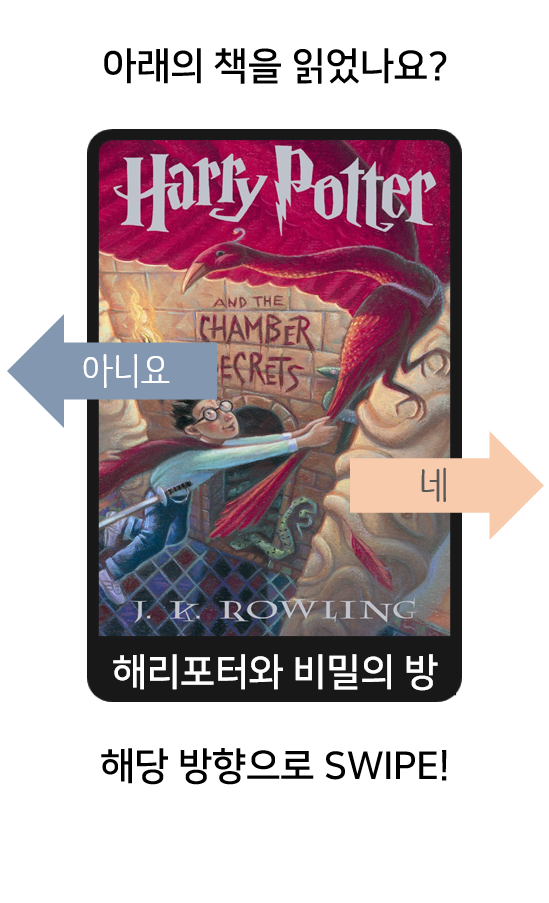 아래의 책을 읽었나요?
Harry Potter
AND THE
CHAMBER
SECRETS
아니요
네
J. K. ROWLING
해리포터와 비밀의 방
해당 방향으로 SWIPE!